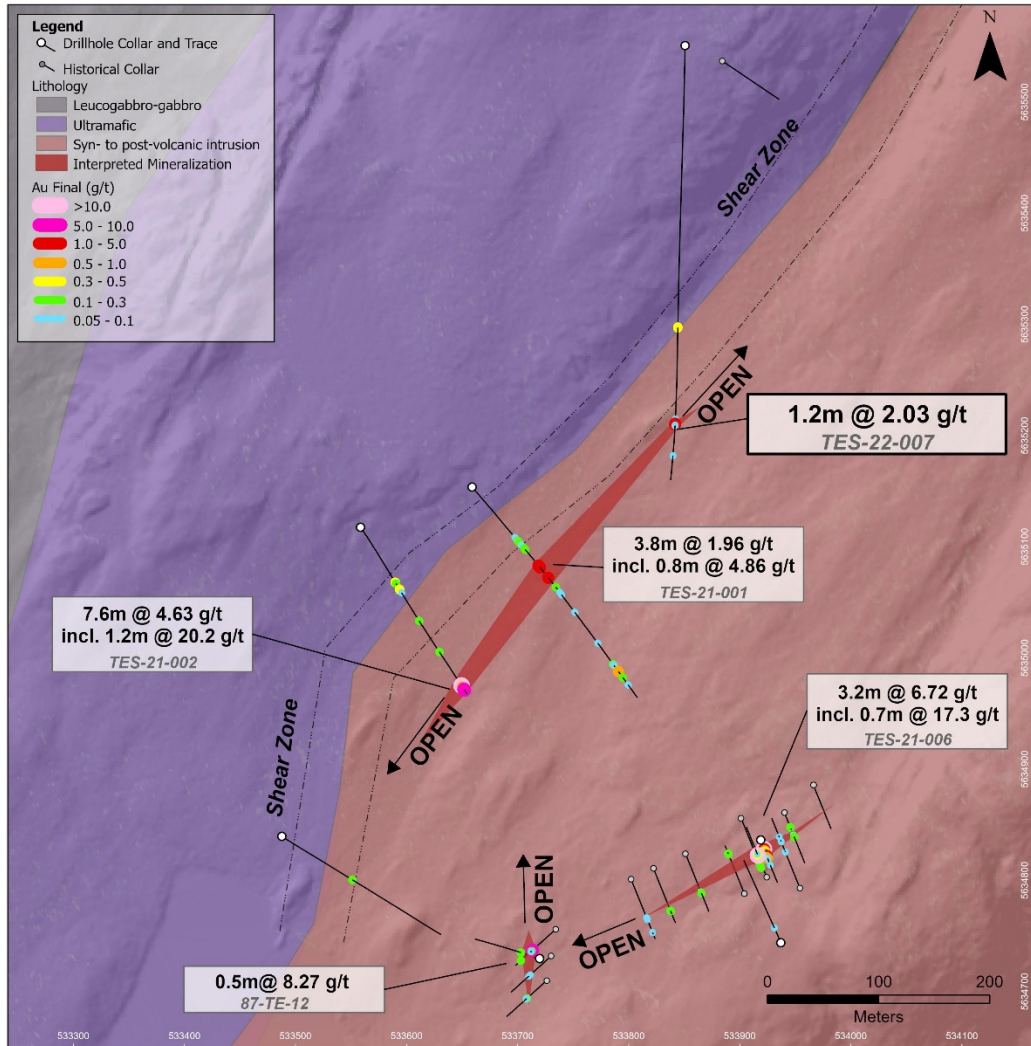 Legend
Drillhole Collar and Trace
Historical Collar
Lithology
Leucogabbro-gabbro
Ultramafic
Syn- to post-volcanic intrusion
Interpreted Mineralization
Au Final (g/t)
>10.0
5.0 - 10.0
1.0 - 5.0
0.5 - 1.0
0.3 - 0.5
0.1 - 0.3
0.05 - 0.1
N
Shear Zone
5635500
5635400
5635300
5635200
5635100
5635000
5634900
5634800
5634700
OPEN
1.2m @ 2.03 g/t
TES-22-007
3.8m @ 1.96 g/t
incl. 0.8m @ 4.86 g/t
TES-21-001
7.6m @ 4.63 g/t
incl. 1.2m @ 20.2 g/t
TES-21-002
OPEN
3.2m @ 6.72 g/t
incl. 0.7m @ 17.3 g/t
TES-21-006
Shear Zone
OPEN
OPEN
0.5m@ 8.27 g/t
87-TE-12
0 100 200
Meters
533300 533400 533500 533600 533700 533800 533900 534000 534100